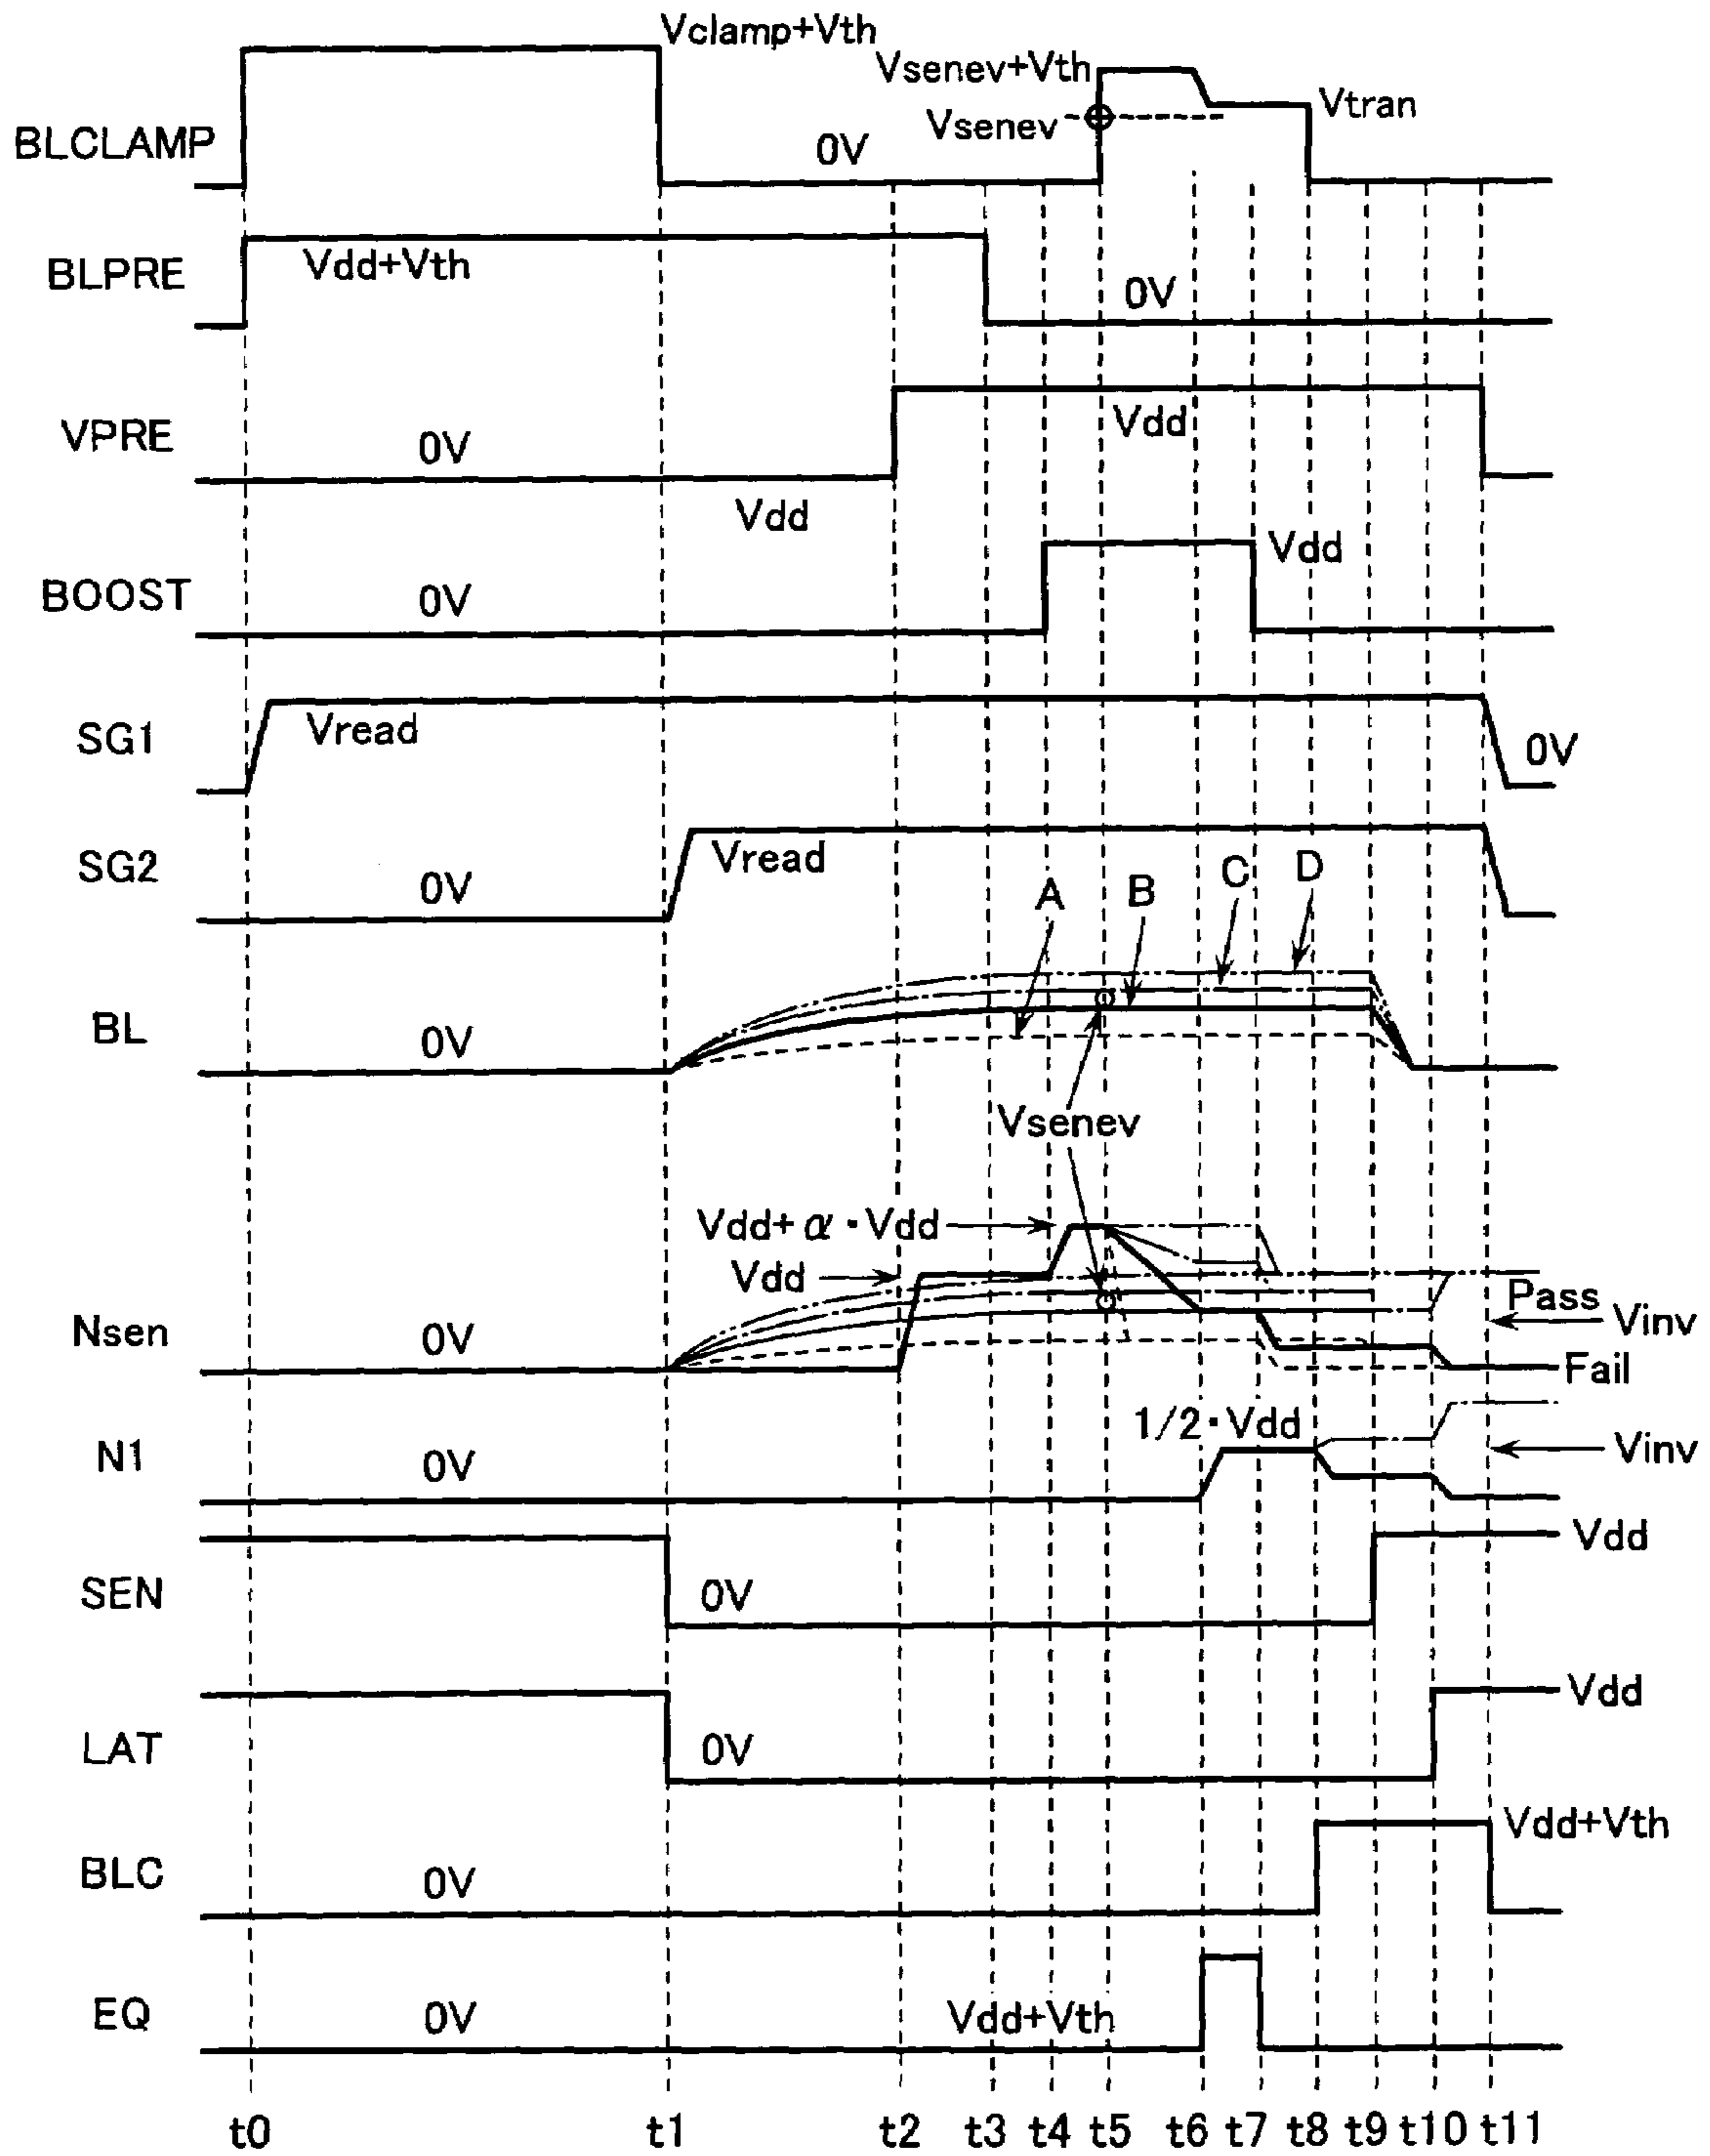 Vclamp+Vth
Vsenev+Vth
Vsenev
Vtran
BLCLAMP
0V
BLPRE
Vdd+Vth
0V
VPRE
0V
Vdd
Vdd
BOOST
0V
Vdd
SG1
Vread
0V
SG2
0V
Vread
A
B
C
D
BL
0V
Vsenev
Vdd+α・Vdd
Vdd
Nsen
0V
Pass
Vinv
Fail
N1
0V
1/2・Vdd
Vinv
SEN
0V
Vdd
LAT
0V
Vdd
BLC
0V
Vdd+Vth
EQ
0V
Vdd+Vth
t0 t1 t2 t3 t4 t5 t6 t7 t8 t9 t10 t11